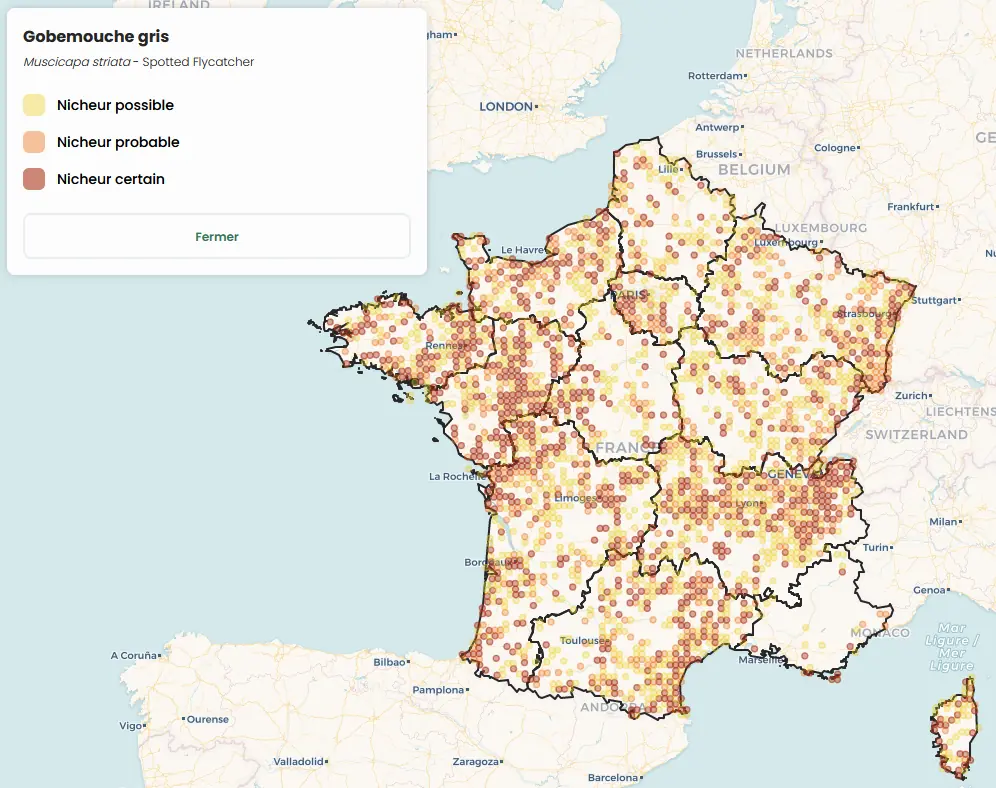 IRELAND
Gobemouche gris
Muscicapa striata - Spotted Flycatcher
Nicheur possible
Nicheur probable
Nicheur certain
Fermer
NETHERLANDS
Rotterdam
LONDON
Antwerp
Brussels
Cologne
Lille
BELGIUM
Frankfurt
LUXEMBOURG
Luxembourg
Le Havre
PARIS
Stuttgart
Strasbourg
Rennes
Zurich
LIECHTENS
SWITZERLAND
FRANCE
La Rochelle
GENEV
Limoges
Lyon
Milan
Turin
Bordeaux
Genoa
MONACO
Mar
Ligure /
Mer
Ligure
Toulouse
Marseille
A Coruña
Bilbao
Pamplona
ANDORRA
Vigo
Ourense
Valladolid
Zaragoza
Barcelona